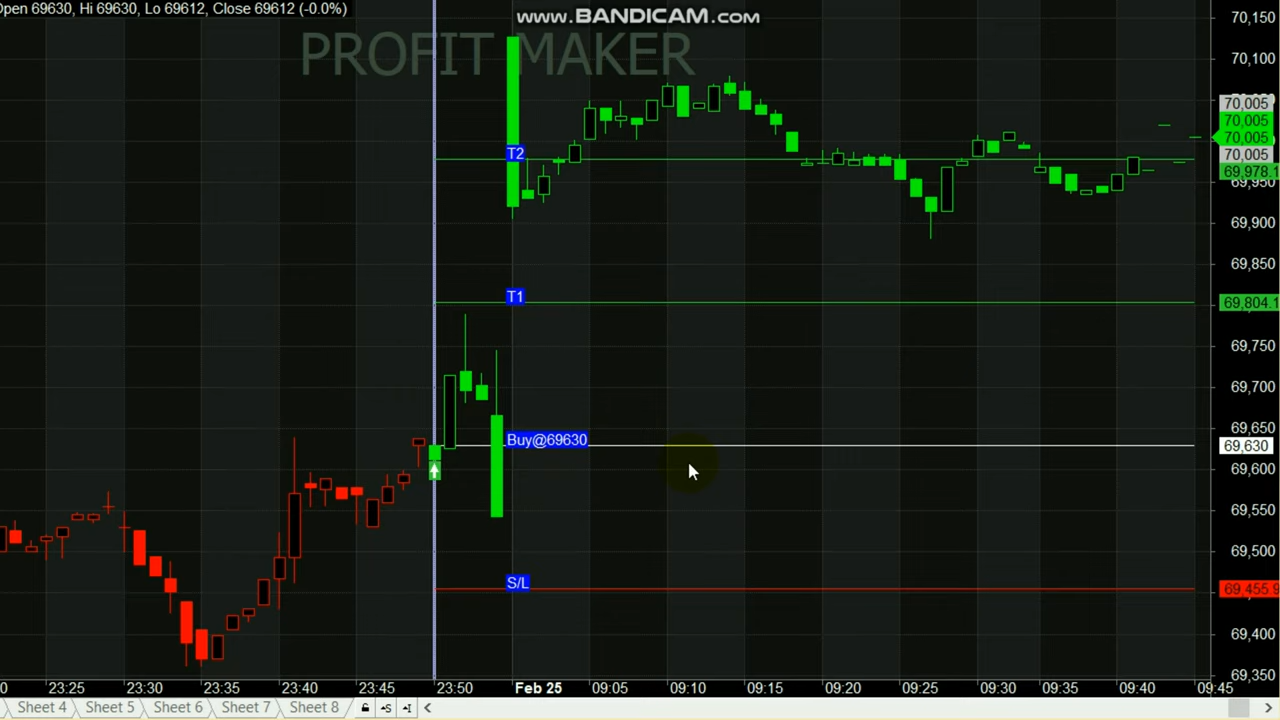 Open 69630, Hi 69630, Lo 69612, Close 69612 (-0.0%)
www.BANDICAM.com
PROFIT MAKER
70,150
70,100
70,005
70,005
70,005
70,005
69,978.1
69,950
69,900
69,850
69,804.1
69,750
69,700
69,650
69,630
69,600
69,550
69,500
69,455.9
69,400
69,350
T2
T1
Buy@69630
S/L
0 23:25 23:30 23:35 23:40 23:45 23:50 Feb 25 09:05 09:10 09:15 09:20 09:25 09:30 09:35 09:40 09:45
Sheet 4 Sheet 5 Sheet 6 Sheet 7 Sheet 8